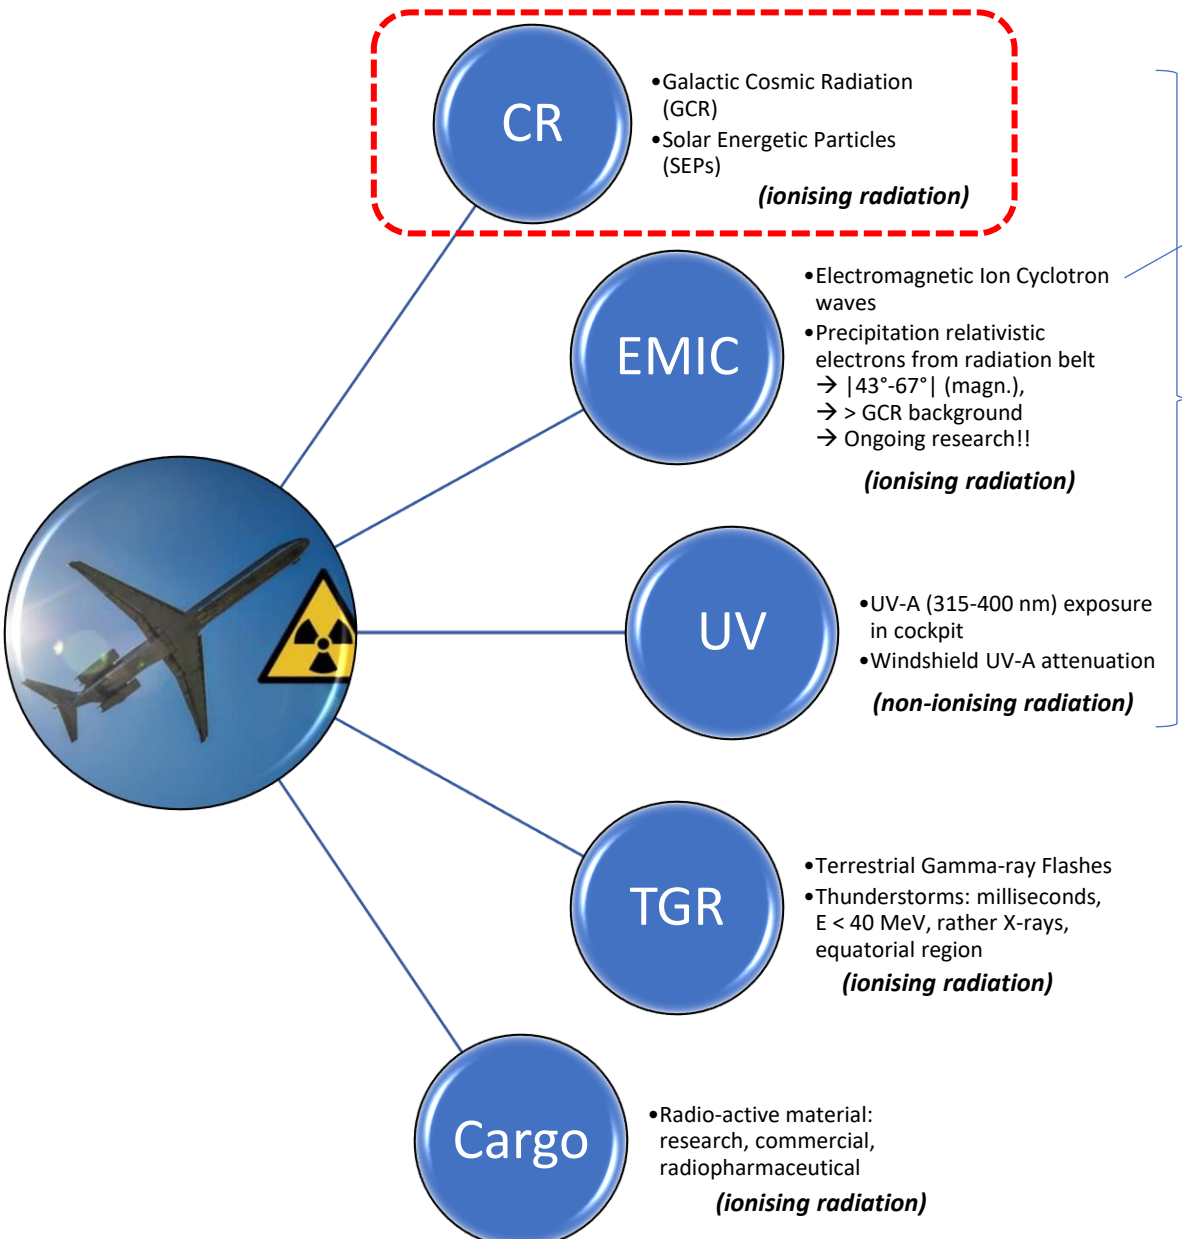 CR
•Galactic Cosmic Radiation
(GCR)
•Solar Energetic Particles
(SEPs)
(ionising radiation)
EMIC
•Electromagnetic Ion Cyclotron
waves
•Precipitation relativistic
electrons from radiation belt
→ |43°-67°| (magn.),
→ > GCR background
→ Ongoing research!!
(ionising radiation)
UV
•UV-A (315-400 nm) exposure
in cockpit
•Windshield UV-A attenuation
(non-ionising radiation)
TGR
•Terrestrial Gamma-ray Flashes
•Thunderstorms: milliseconds,
E < 40 MeV, rather X-rays,
equatorial region
(ionising radiation)
Cargo
•Radio-active material:
research, commercial,
radiopharmaceutical
(ionising radiation)